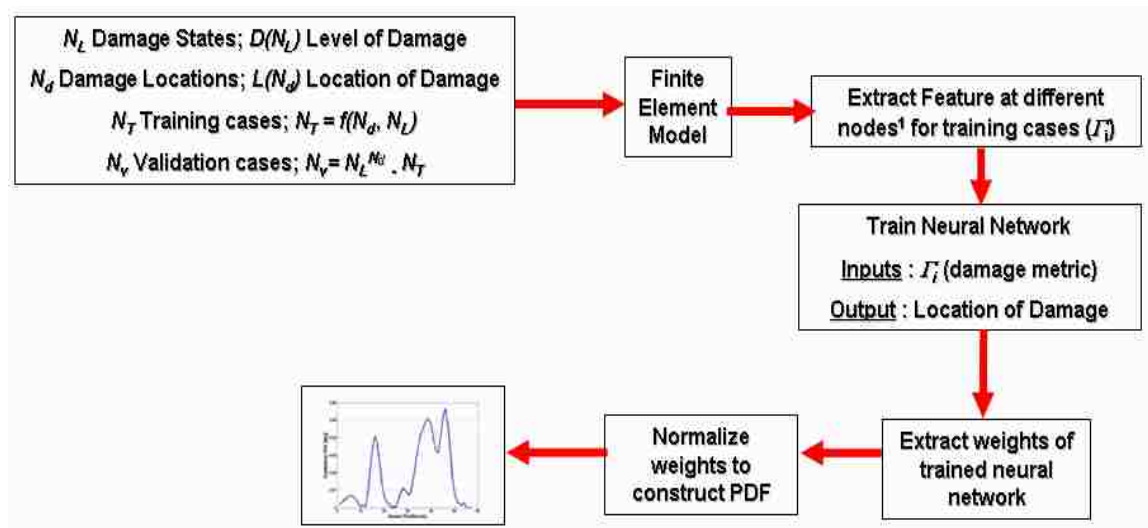 N_L Damage States; D(N_L) Level of Damage
N_d Damage Locations; L(N_d) Location of Damage
N_T Training cases; N_T = f(N_d, N_L)
N_v Validation cases; N_v = N_L^{N_d} - N_T
Finite
Element
Model
Extract Feature at different
nodes¹ for training cases (Γ_i)
Train Neural Network
Inputs : Γ_i (damage metric)
Output : Location of Damage
Extract weights of
trained neural
network
Normalize
weights to
construct PDF